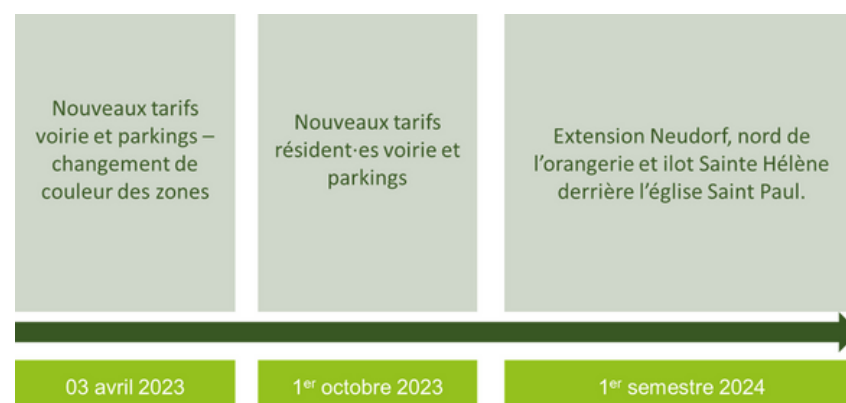 Nouveaux tarifs
voirie et parkings –
changement de
couleur des zones
Nouveaux tarifs
résident·es voirie et
parkings
Extension Neudorf, nord de
l’orangerie et ilot Sainte Hélène
derrière l’église Saint Paul.
03 avril 2023
1er octobre 2023
1er semestre 2024